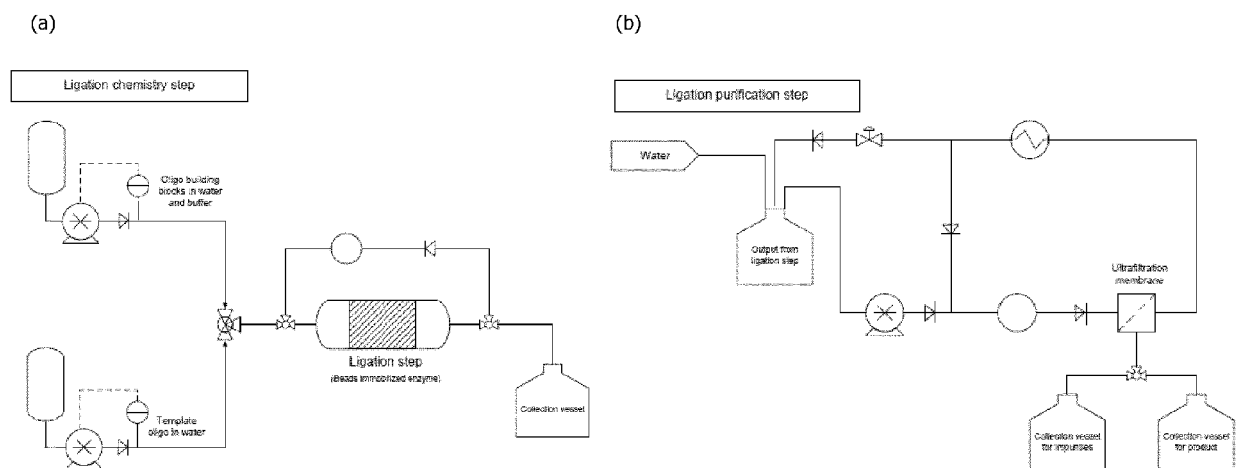 (a)
Ligation chemistry step
Oligo building
blocks in water
and buffer
Ligation step
(Beads immobilized enzyme)
Collection vessel
Template
oligo in water
(b)
Ligation purification step
Water
Output from
ligation step
Ultrafiltration
membrane
Collection vessel
for impurities
Collection vessel
for product